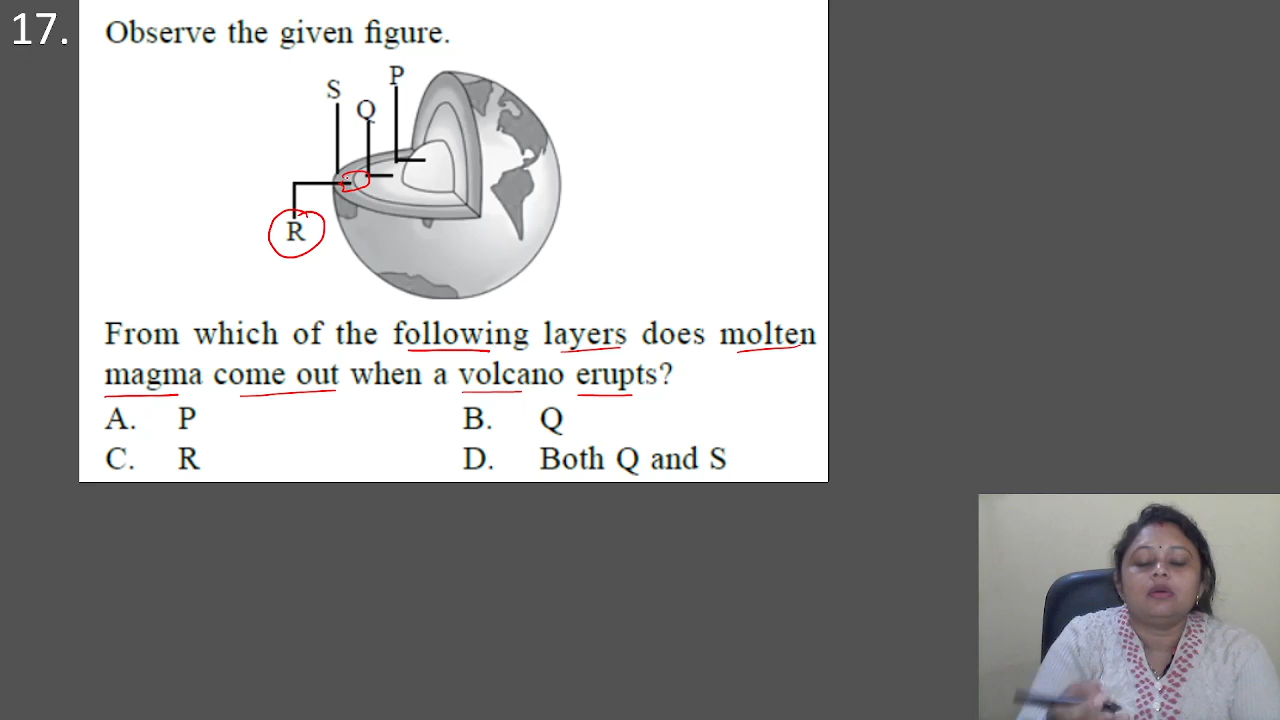 17.
Observe the given figure.
P
S
Q
R
From which of the following layers does molten
magma come out when a volcano erupts?
A. P B. Q
C. R D. Both Q and S